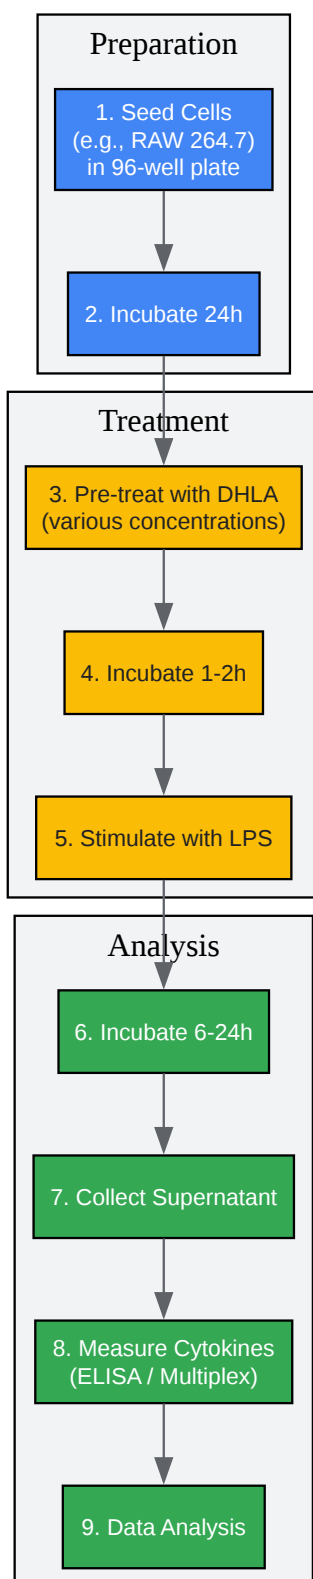 Preparation
1. Seed Cells
(e.g., RAW 264.7)
in 96-well plate
2. Incubate 24h
Treatment
3. Pre-treat with DHLA
(various concentrations)
4. Incubate 1-2h
5. Stimulate with LPS
Analysis
6. Incubate 6-24h
7. Collect Supernatant
8. Measure Cytokines
(ELISA / Multiplex)
9. Data Analysis